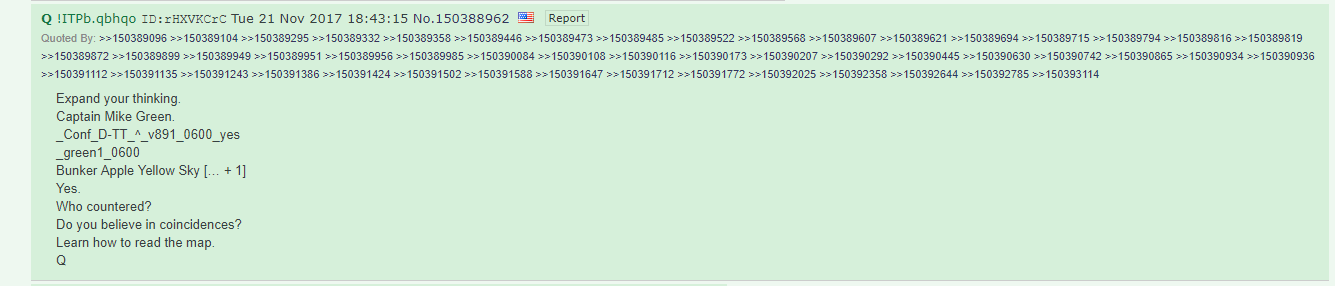 Q !ITPb.qbhqo ID:rHXVKCrC Tue 21 Nov 2017 18:43:15 No.150388962 Report
Quoted By: >>150389096 >>150389104 >>150389295 >>150389332 >>150389358 >>150389446 >>150389473 >>150389485 >>150389522 >>150389568 >>150389607 >>150389621 >>150389694 >>150389715 >>150389794 >>150389816 >>150389819
>>150389872 >>150389899 >>150389949 >>150389951 >>150389956 >>150389985 >>150390084 >>150390108 >>150390116 >>150390173 >>150390207 >>150390292 >>150390445 >>150390630 >>150390742 >>150390865 >>150390934 >>150390936
>>150391112 >>150391135 >>150391243 >>150391386 >>150391424 >>150391502 >>150391588 >>150391647 >>150391712 >>150391772 >>150392025 >>150392358 >>150392644 >>150392785 >>150393114
Expand your thinking.
Captain Mike Green.
_Conf_D-TT_^_v891_0600_yes
_green1_0600
Bunker Apple Yellow Sky [... + 1]
Yes.
Who countered?
Do you believe in coincidences?
Learn how to read the map.
Q